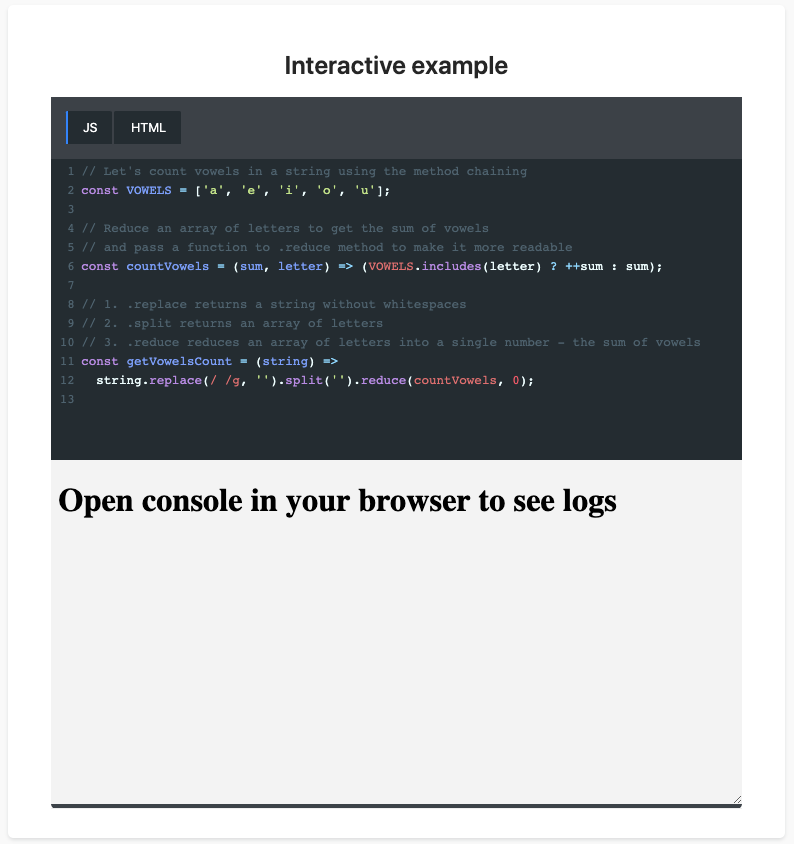 Interactive example
JS HTML
1 // Let's count vowels in a string using the method chaining
2 const VOWELS = ['a', 'e', 'i', 'o', 'u'];
3
4 // Reduce an array of letters to get the sum of vowels
5 // and pass a function to .reduce method to make it more readable
6 const countVowels = (sum, letter) => (VOWELS.includes(letter) ? ++sum : sum);
7
8 // 1. .replace returns a string without whitespaces
9 // 2. .split returns an array of letters
10 // 3. .reduce reduces an array of letters into a single number - the sum of vowels
11 const getVowelsCount = (string) =>
12   string.replace(/ /g, '').split('').reduce(countVowels, 0);
13
Open console in your browser to see logs